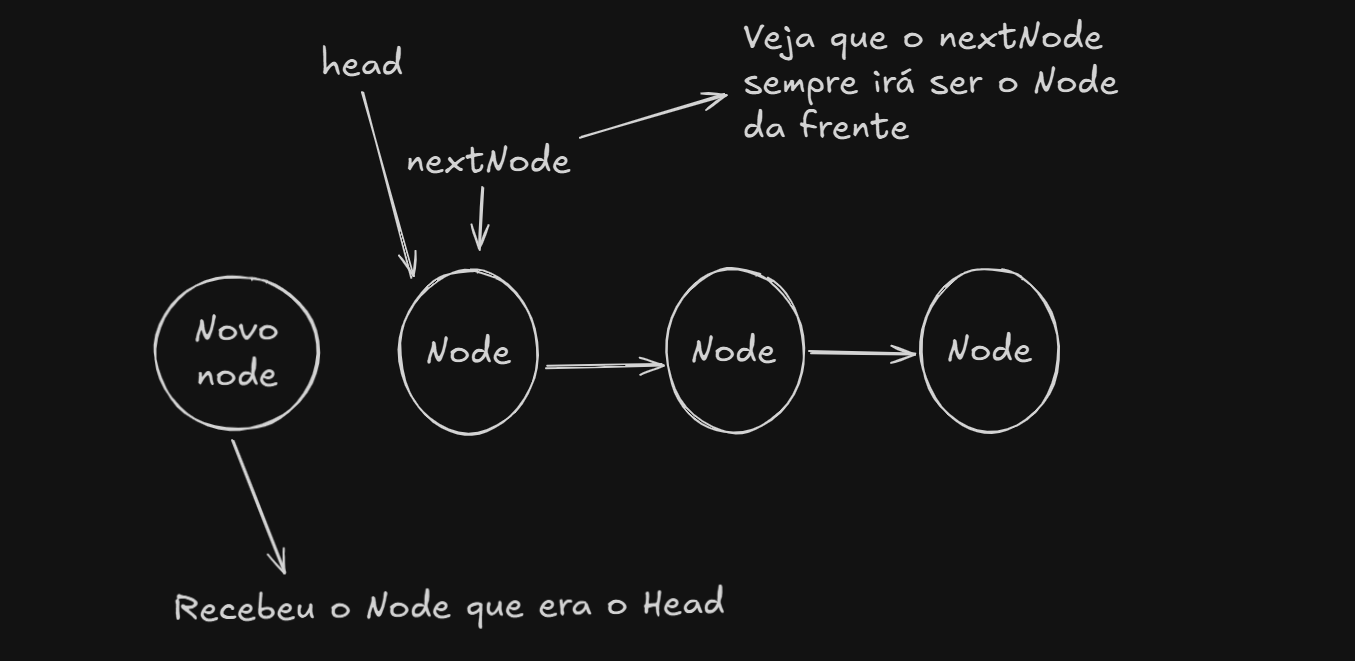 head
Veja que o nextNode
sempre irá ser o Node
da frente
nextNode
Novo
node
Node
Node
Node
Recebeu o Node que era o Head